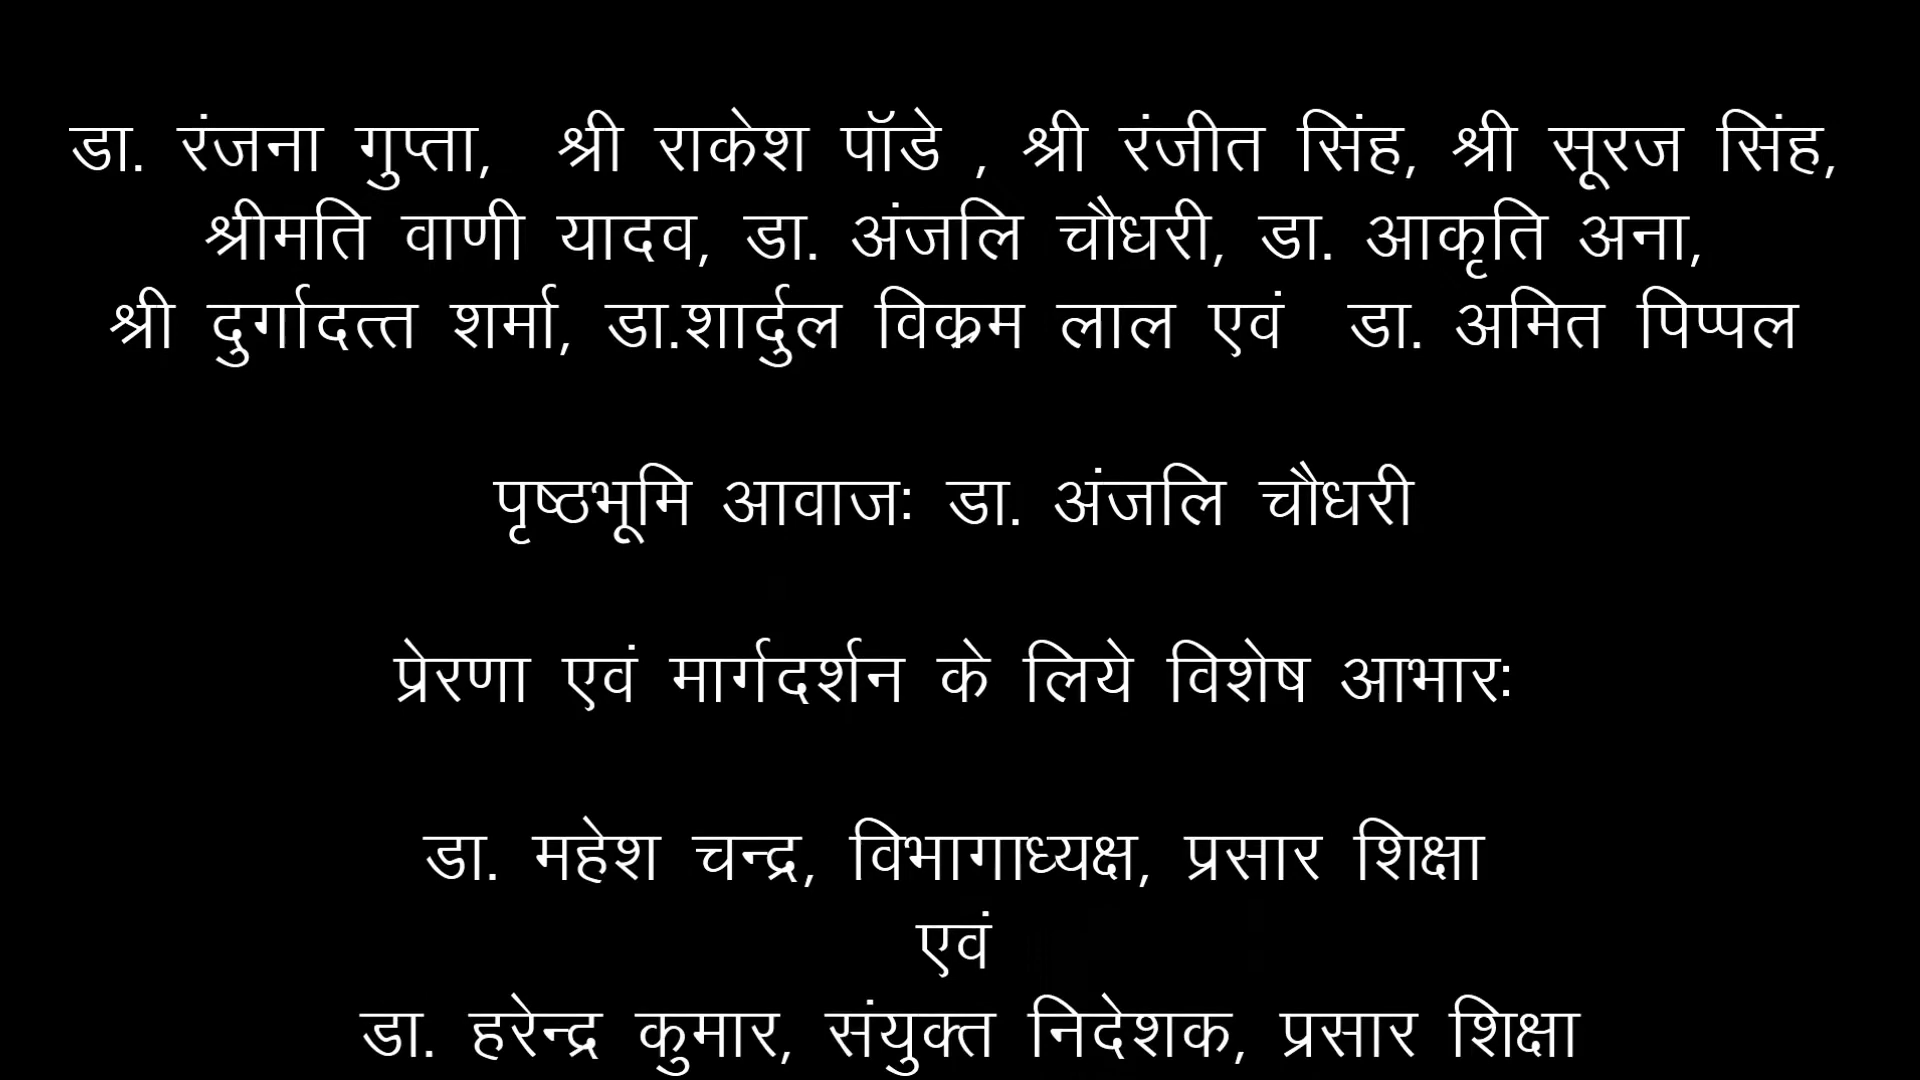 डा. रंजना गुप्ता, श्री राकेश पॉडे , श्री रंजीत सिंह, श्री सूरज सिंह,
श्रीमति वाणी यादव, डा. अंजलि चौधरी, डा. आकृति अना,
श्री दुर्गादत्त शर्मा, डा.शार्दुल विक्रम लाल एवं डा. अमित पिप्पल
पृष्ठभूमि आवाजः डा. अंजलि चौधरी
प्रेरणा एवं मार्गदर्शन के लिये विशेष आभारः
डा. महेश चन्द्र, विभागाध्यक्ष, प्रसार शिक्षा
एवं
डा. हरेन्द्र कुमार, संयुक्त निदेशक, प्रसार शिक्षा